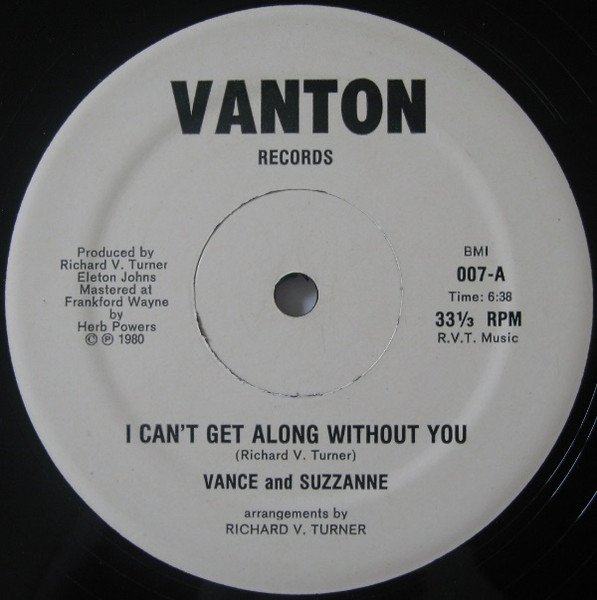 VANTON
RECORDS
Produced by
Richard V. Turner
Eleton Johns
Mastered at
Frankford Wayne
by
Herb Powers
© ℗ 1980
BMI
007-A
Time: 6:38
33⅓ RPM
R.V.T. Music
I CAN'T GET ALONG WITHOUT YOU
(Richard V. Turner)
VANCE and SUZZANNE
arrangements by
RICHARD V. TURNER